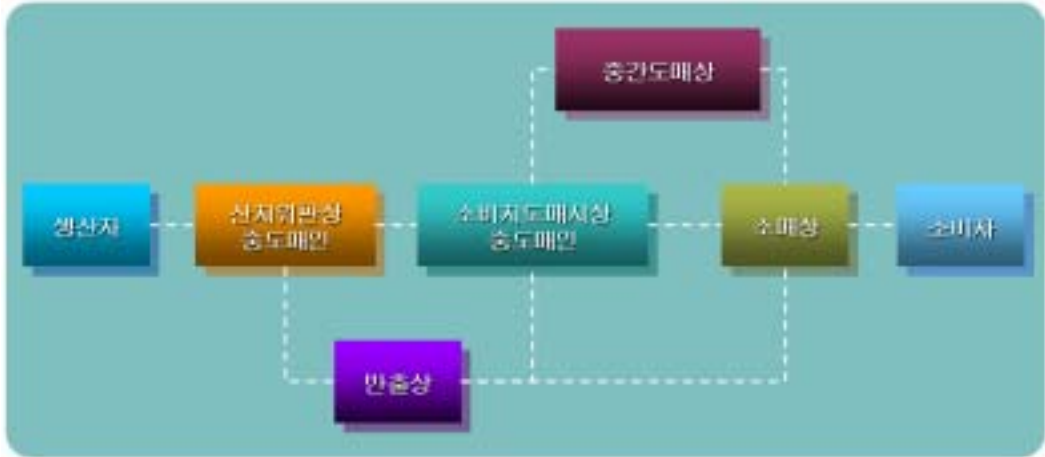 중간도매상
생산자
산지위판장
중도매인
소비지도매시장
중도매인
소매상
소비자
반출상